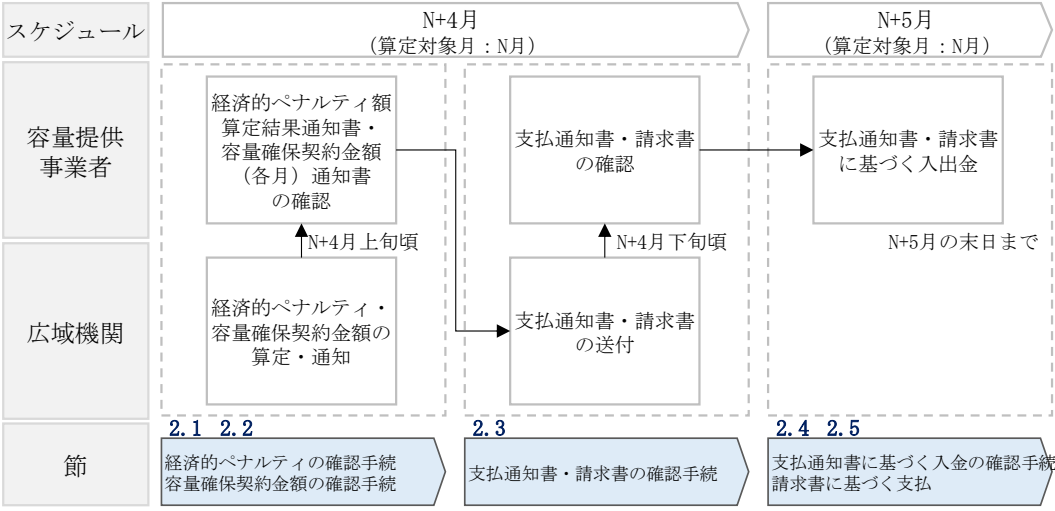 スケジュール
N+4月
(算定対象月：N月)
N+5月
(算定対象月：N月)
容量提供
事業者
経済的ペナルティ額
算定結果通知書・
容量確保契約金額
（各月）通知書
の確認
支払通知書・請求書
の確認
支払通知書・請求書
に基づく入出金
N+4月上旬頃
N+4月下旬頃
N+5月の末日まで
広域機関
経済的ペナルティ・
容量確保契約金額の
算定・通知
支払通知書・請求書
の送付
節
2.1 2.2
経済的ペナルティの確認手続
容量確保契約金額の確認手続
2.3
支払通知書・請求書の確認手続
2.4 2.5
支払通知書に基づく入金の確認手続
請求書に基づく支払